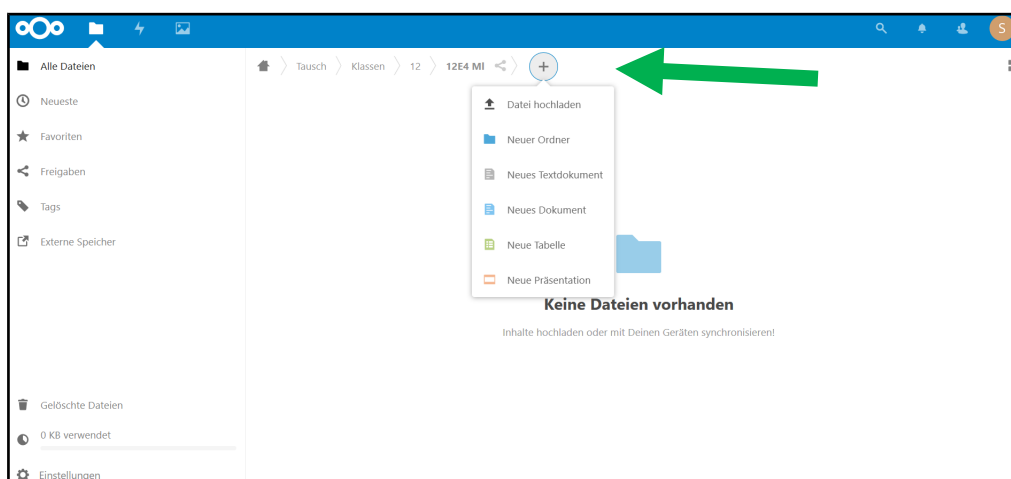 S
Alle Dateien
Tausch Klassen 12 12E4 MI
+
Neueste
Datei hochladen
Favoriten
Neuer Ordner
Freigaben
Neues Textdokument
Tags
Neues Dokument
Externe Speicher
Neue Tabelle
Neue Präsentation
Keine Dateien vorhanden
Inhalte hochladen oder mit Deinen Geräten synchronisieren!
Gelöschte Dateien
0 KB verwendet
Einstellungen